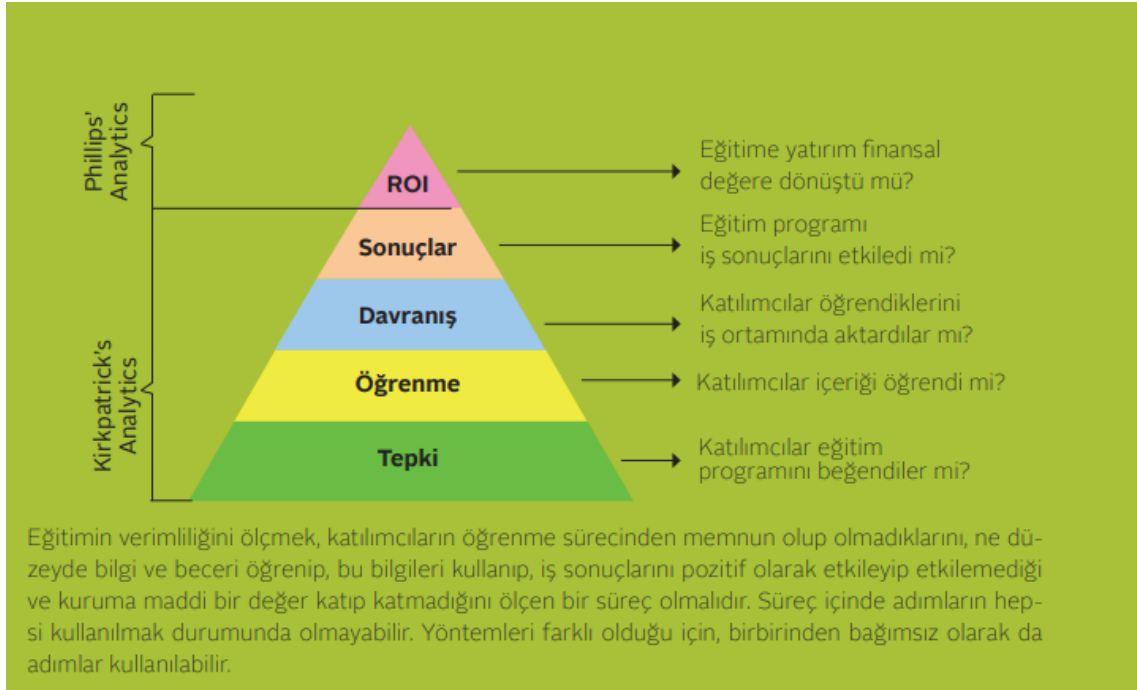 Phillips'
Analytics
Kirkpatrick's
Analytics
ROI
Sonuçlar
Davranış
Öğrenme
Tepki
Eğitime yatırım finansal
değere dönüştü mü?
Eğitim programı
iş sonuçlarını etkiledi mi?
Katılımcılar öğrendiklerini
iş ortamında aktardılar mı?
Katılımcılar içeriği öğrendi mi?
Katılımcılar eğitim
programını beğendiler mi?
Eğitimin verimliliğini ölçmek, katılımcıların öğrenme sürecinden memnun olup olmadıklarını, ne dü-
zeyde bilgi ve beceri öğrenip, bu bilgileri kullanıp, iş sonuçlarını pozitif olarak etkileyip etkilemediği
ve kuruma maddi bir değer katıp katmadığını ölçen bir süreç olmalıdır. Süreç içinde adımların hep-
si kullanılmak durumunda olmayabilir. Yöntemleri farklı olduğu için, birbirinden bağımsız olarak da
adımlar kullanılabilir.